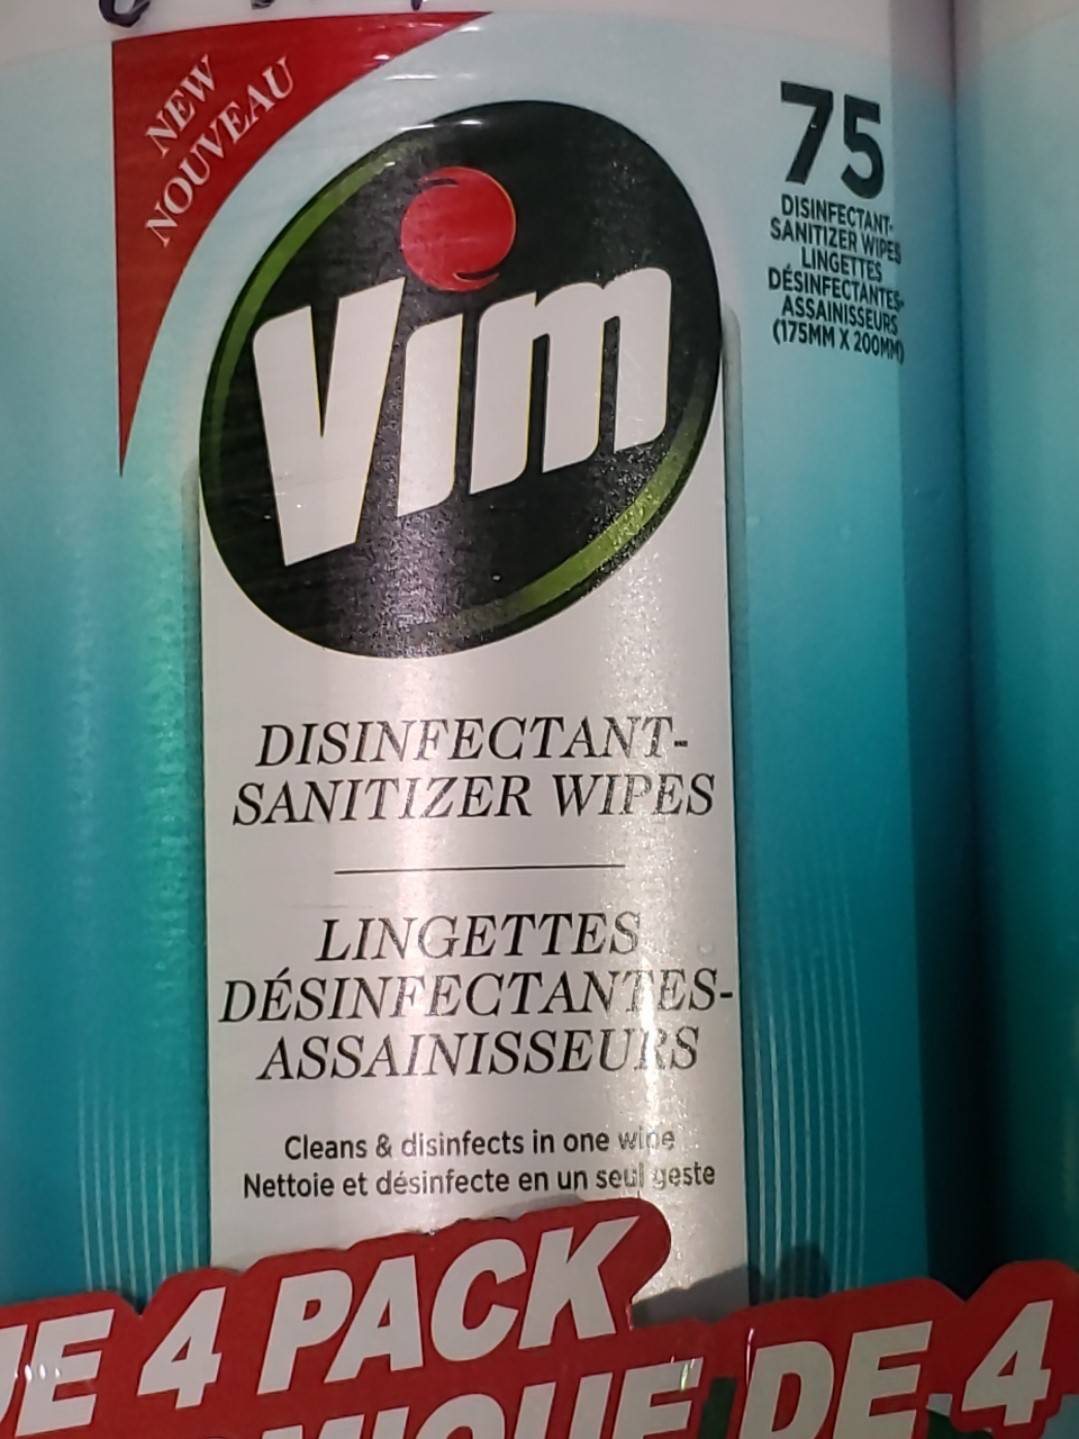 NEW
NOUVEAU
Vim
75
DISINFECTANT-
SANITIZER WIPES
LINGETTES
DÉSINFECTANTES-
ASSAINISSEURS
(175MM X 200MM)
DISINFECTANT-
SANITIZER WIPES
LINGETTES
DÉSINFECTANTES-
ASSAINISSEURS
Cleans & disinfects in one wipe
Nettoie et désinfecte en un seul geste
4 PACK
DE 4